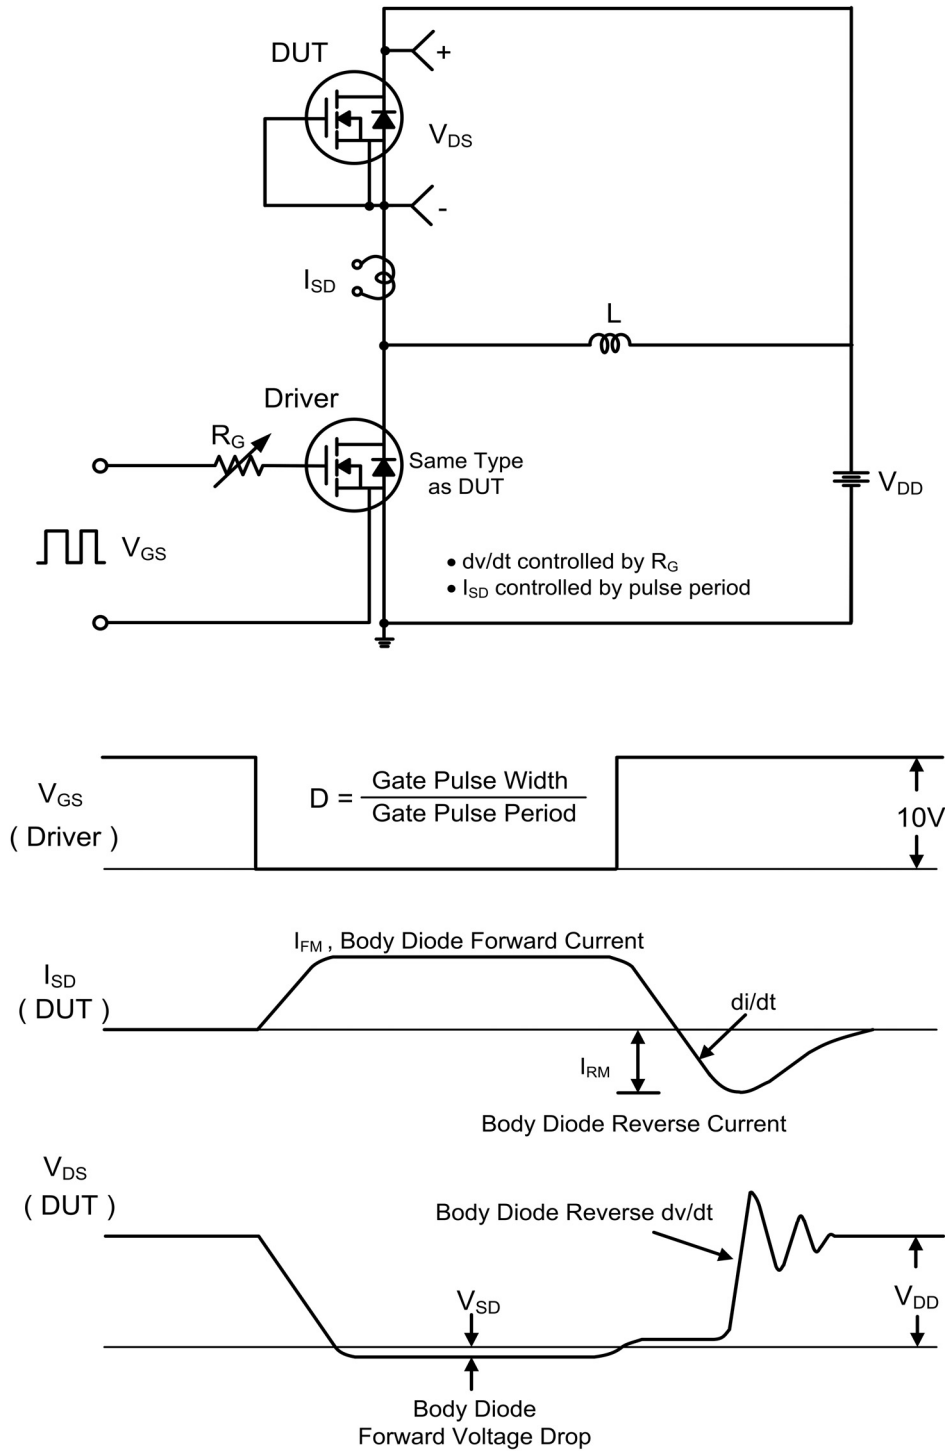 DUT
+
VDS
-
ISD
L
Driver
RG
Same Type
as DUT
VDD
VGS
• dv/dt controlled by RG
• ISD controlled by pulse period
VGS
( Driver )
D = Gate Pulse Width
Gate Pulse Period
10V
IFM , Body Diode Forward Current
ISD
( DUT )
di/dt
IRM
Body Diode Reverse Current
VDS
( DUT )
Body Diode Reverse dv/dt
VSD
VDD
Body Diode
Forward Voltage Drop